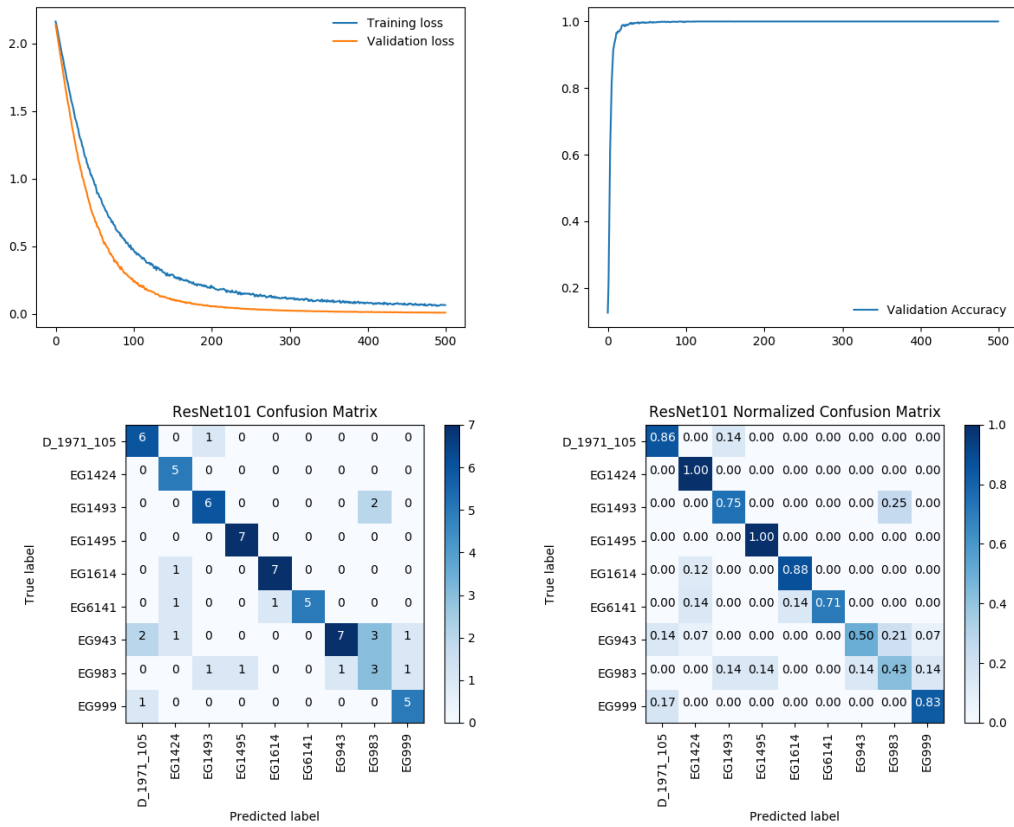 Training loss
Validation loss
2.0
1.5
1.0
0.5
0.0
0 100 200 300 400 500
1.0
0.8
0.6
0.4
0.2
Validation Accuracy
0 100 200 300 400 500
ResNet101 Confusion Matrix
True label
D_1971_105 6 0 1 0 0 0 0 0 0
EG1424 0 5 0 0 0 0 0 0 0
EG1493 0 0 6 0 0 0 0 2 0
EG1495 0 0 0 7 0 0 0 0 0
EG1614 0 1 0 0 7 0 0 0 0
EG6141 0 1 0 0 1 5 0 0 0
EG943 2 1 0 0 0 0 7 3 1
EG983 0 0 1 1 0 0 1 3 1
EG999 1 0 0 0 0 0 0 0 5
D_1971_105 EG1424 EG1493 EG1495 EG1614 EG6141 EG943 EG983 EG999
Predicted label
7
6
5
4
3
2
1
0
ResNet101 Normalized Confusion Matrix
True label
D_1971_105 0.86 0.00 0.14 0.00 0.00 0.00 0.00 0.00 0.00
EG1424 0.00 1.00 0.00 0.00 0.00 0.00 0.00 0.00 0.00
EG1493 0.00 0.00 0.75 0.00 0.00 0.00 0.00 0.25 0.00
EG1495 0.00 0.00 0.00 1.00 0.00 0.00 0.00 0.00 0.00
EG1614 0.00 0.12 0.00 0.00 0.88 0.00 0.00 0.00 0.00
EG6141 0.00 0.14 0.00 0.00 0.14 0.71 0.00 0.00 0.00
EG943 0.14 0.07 0.00 0.00 0.00 0.00 0.50 0.21 0.07
EG983 0.00 0.00 0.14 0.14 0.00 0.00 0.14 0.43 0.14
EG999 0.17 0.00 0.00 0.00 0.00 0.00 0.00 0.00 0.83
D_1971_105 EG1424 EG1493 EG1495 EG1614 EG6141 EG943 EG983 EG999
Predicted label
1.0
0.8
0.6
0.4
0.2
0.0